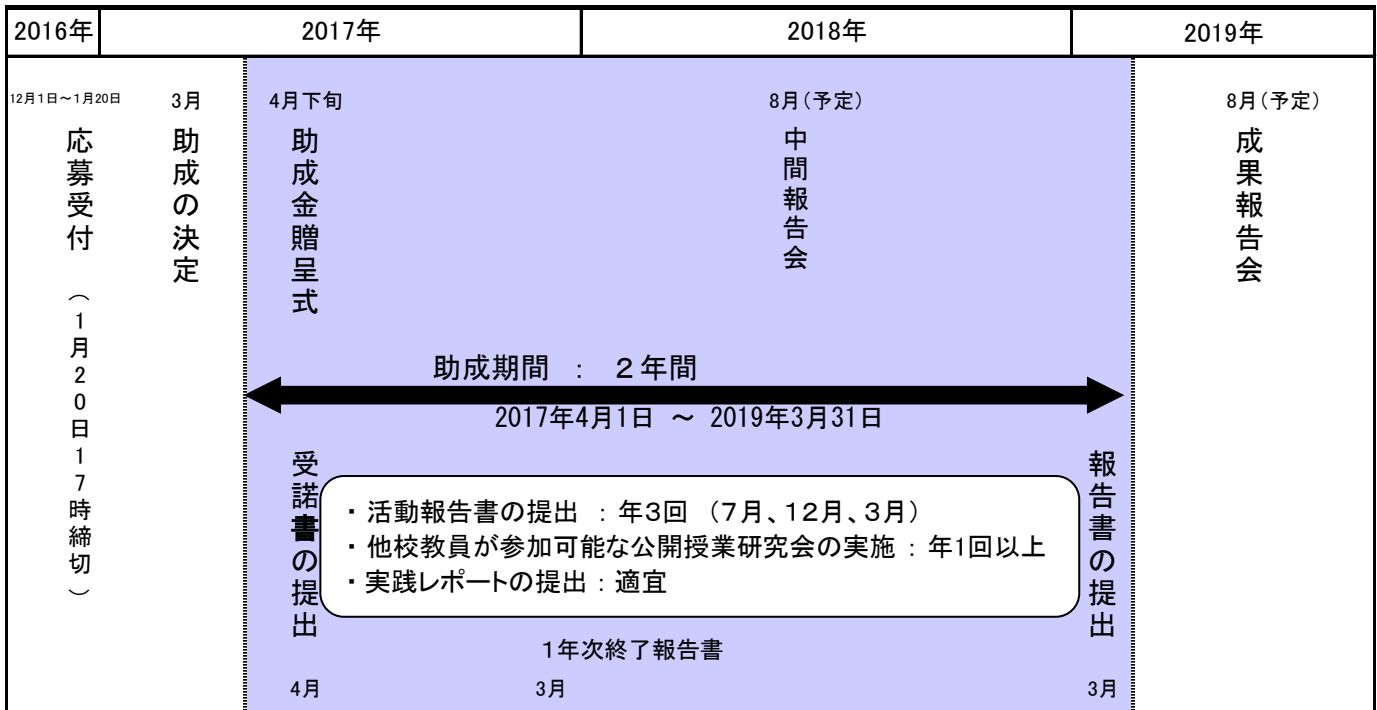 2016年
2017年
2018年
2019年
12月1日～1月20日
3月
4月下旬
8月（予定）
8月（予定）
応募受付（1月20日17時締切）
助成の決定
助成金贈呈式
中間報告会
成果報告会
助成期間 ： ２年間
2017年4月1日 ～ 2019年3月31日
受諾書の提出
・活動報告書の提出 ：年３回 （７月、１２月、３月）
・他校教員が参加可能な公開授業研究会の実施：年1回以上
・実践レポートの提出：適宜
報告書の提出
１年次終了報告書
4月
3月
3月